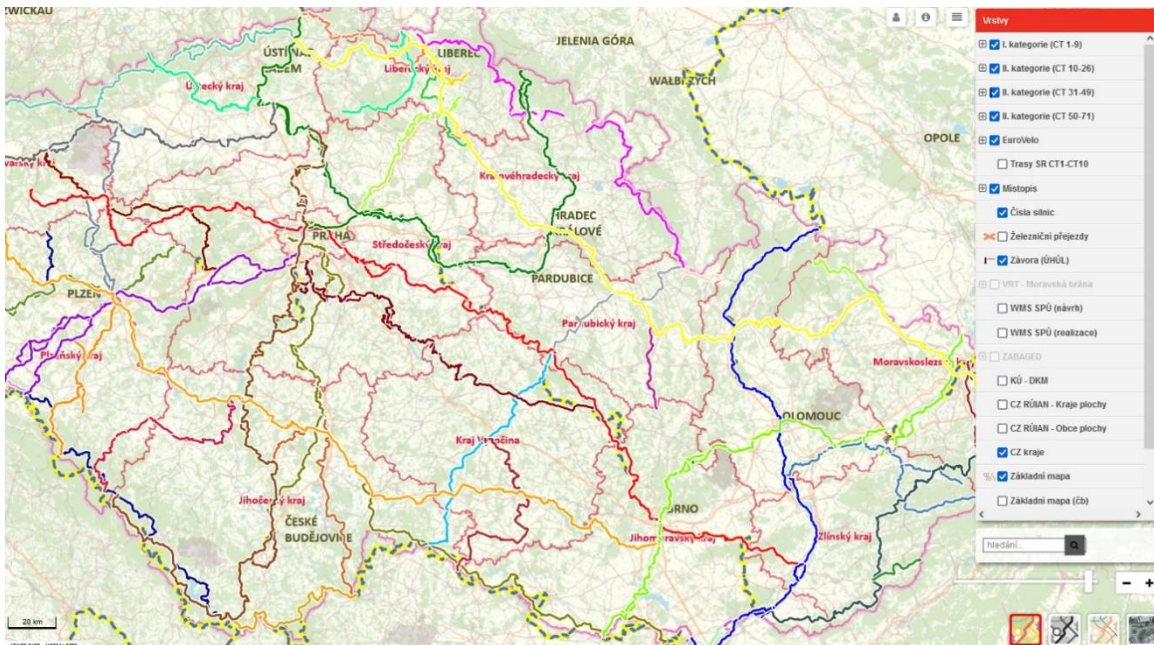 ZWICKAU
JELENIA GÓRA
ÚSTÍ NAD
LABEM
LIBEREC
Liberecký kraj
Ústecký kraj
WAŁBRZYCH
OPOLE
Královéhradecký kraj
HRADEC
KRÁLOVÉ
PRAHA
Středočeský kraj
PARDUBICE
PLZEŇ
Pardubický kraj
Plzeňský kraj
Moravskoslezský kraj
OLOMOUC
Kraj Vysočina
Jihočeský kraj
ČESKÉ
BUDĚJOVICE
BRNO
Jihomoravský kraj
Zlínský kraj
20 km
Vrstvy
I. kategorie (CT 1-9)
II. kategorie (CT 10-26)
II. kategorie (CT 31-49)
II. kategorie (CT 50-71)
EuroVelo
Trasy SR CT1-CT10
Místopis
Čísla silnic
Železniční přejezdy
Závora (ÚHÚL)
VRT - Moravská brána
WMS SPÚ (návrh)
WMS SPÚ (realizace)
ZABAGED
KÚ - DKM
CZ RÚIAN - Kraje plochy
CZ RÚIAN - Obce plochy
CZ kraje
Základní mapa
Základní mapa (čb)
hledání...